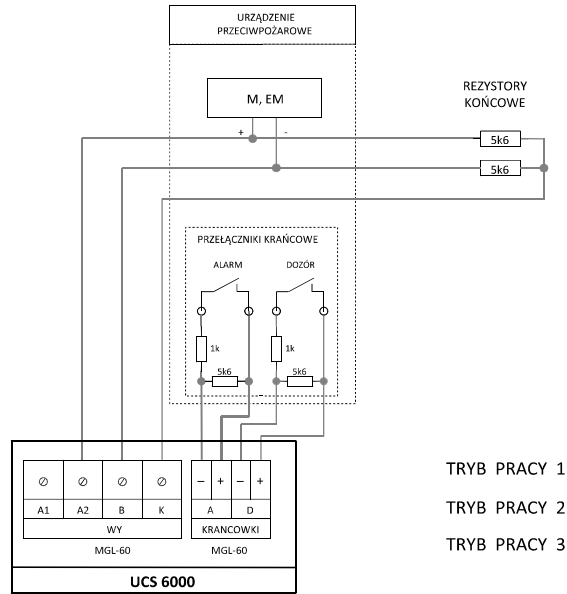 URZĄDZENIE
PRZECIWPOŻAROWE
M, EM
+ -
REZYSTORY
KOŃCOWE
5k6
5k6
PRZEŁĄCZNIKI KRAŃCOWE
ALARM DOZÓR
1k 1k
5k6 5k6
– + – +
A1 A2 B K A D
WY KRANCOWKI
MGL-60 MGL-60
UCS 6000
TRYB PRACY 1
TRYB PRACY 2
TRYB PRACY 3